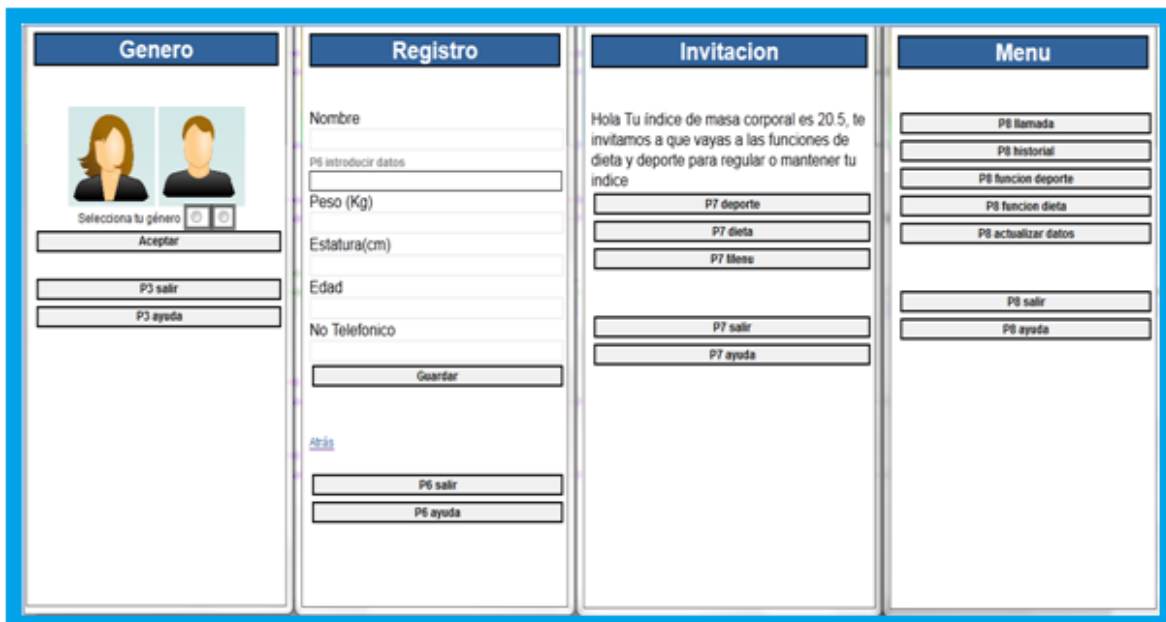 Genero
Selecciona tu género
Aceptar
P3 salir
P3 ayuda
Registro
Nombre
P6 introducir datos
Peso (Kg)
Estatura(cm)
Edad
No Telefonico
Guardar
Atrás
P6 salir
P6 ayuda
Invitacion
Hola Tu índice de masa corporal es 20.5, te
invitamos a que vayas a las funciones de
dieta y deporte para regular o mantener tu
indice
P7 deporte
P7 dieta
P7 Menu
P7 salir
P7 ayuda
Menu
P8 llamada
P8 historial
P8 funcion deporte
P8 funcion dieta
P8 actualizar datos
P8 salir
P8 ayuda